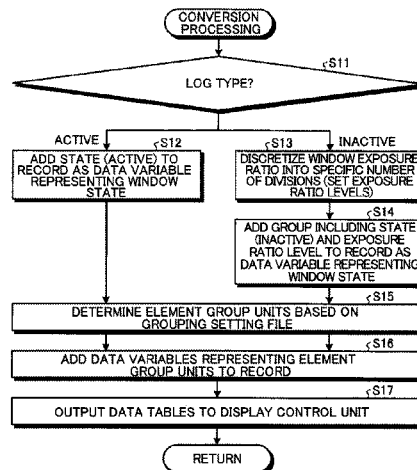 CONVERSION
PROCESSING
S11
LOG TYPE?
ACTIVE
S12
ADD STATE (ACTIVE) TO
RECORD AS DATA VARIABLE
REPRESENTING WINDOW
STATE
S13
INACTIVE
DISCRETIZE WINDOW EXPOSURE
RATIO INTO SPECIFIC NUMBER
OF DIVISIONS (SET EXPOSURE
RATIO LEVELS)
S14
ADD GROUP INCLUDING STATE
(INACTIVE) AND EXPOSURE
RATIO LEVEL TO RECORD AS
DATA VARIABLE REPRESENTING
WINDOW STATE
S15
DETERMINE ELEMENT GROUP UNITS BASED ON
GROUPING SETTING FILE
S16
ADD DATA VARIABLES REPRESENTING ELEMENT
GROUP UNITS TO RECORD
S17
OUTPUT DATA TABLES TO DISPLAY CONTROL UNIT
RETURN